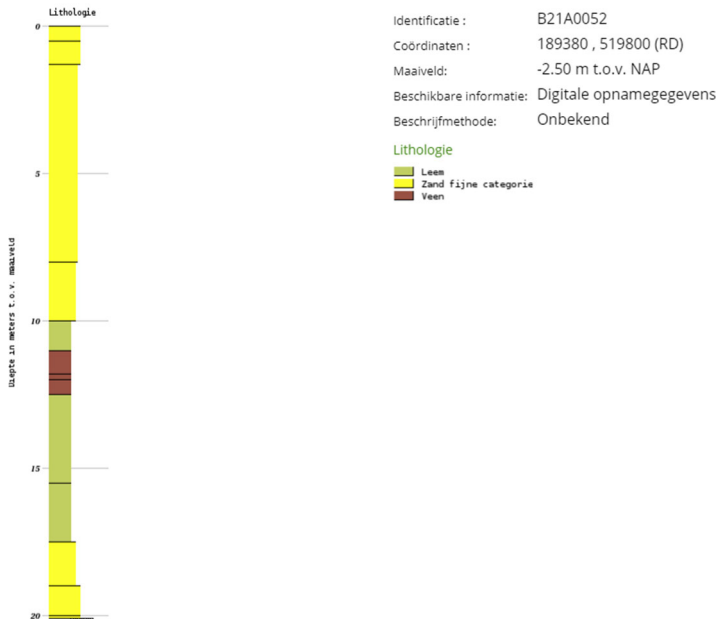 Lithologie
0
5
10
15
20
Diepte in meters t.o.v. maaiveld
Identificatie : B21A0052
Coördinaten : 189380 , 519800 (RD)
Maaiveld: -2.50 m t.o.v. NAP
Beschikbare informatie: Digitale opnamegegevens
Beschrijfmethode: Onbekend
Lithologie
Leem
Zand fijne categorie
Veen